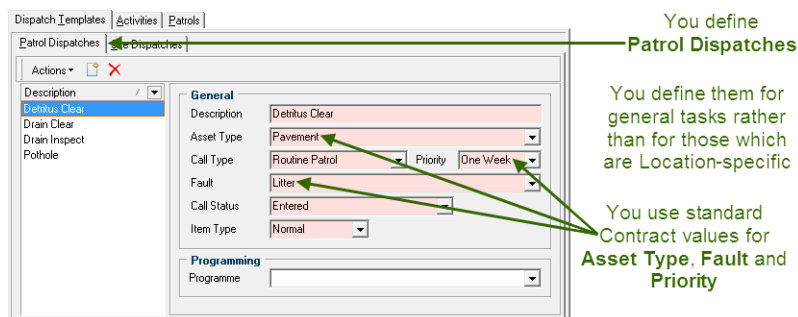 Dispatch Templates Activities Patrols
Patrol Dispatches Dispatches
Actions
Description
Detritus Clear
Drain Clear
Drain Inspect
Pothole
General
Description Detritus Clear
Asset Type Pavement
Call Type Routine Patrol Priority One Week
Fault Litter
Call Status Entered
Item Type Normal
Programming
Programme
You define
Patrol Dispatches
You define them for
general tasks rather
than for those which
are Location-specific
You use standard
Contract values for
Asset Type, Fault and
Priority